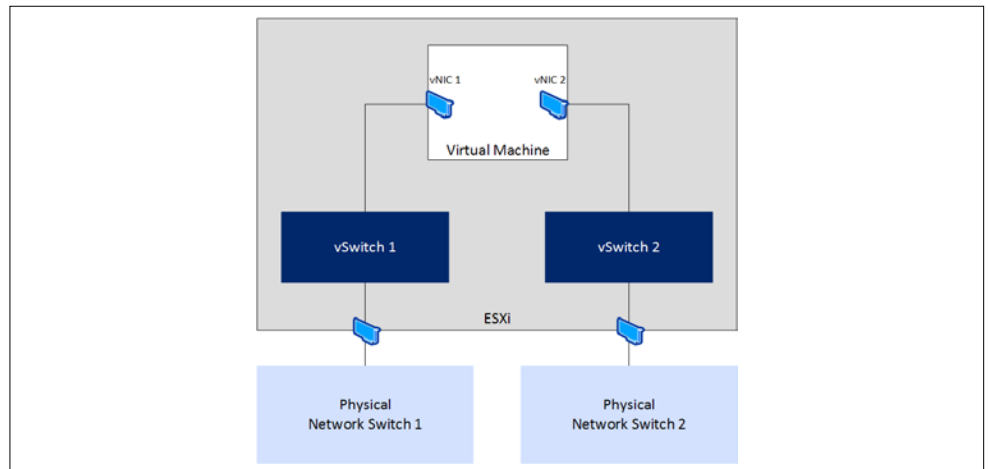 vNIC 1
vNIC 2
Virtual Machine
vSwitch 1
vSwitch 2
ESXi
Physical
Network Switch 1
Physical
Network Switch 2